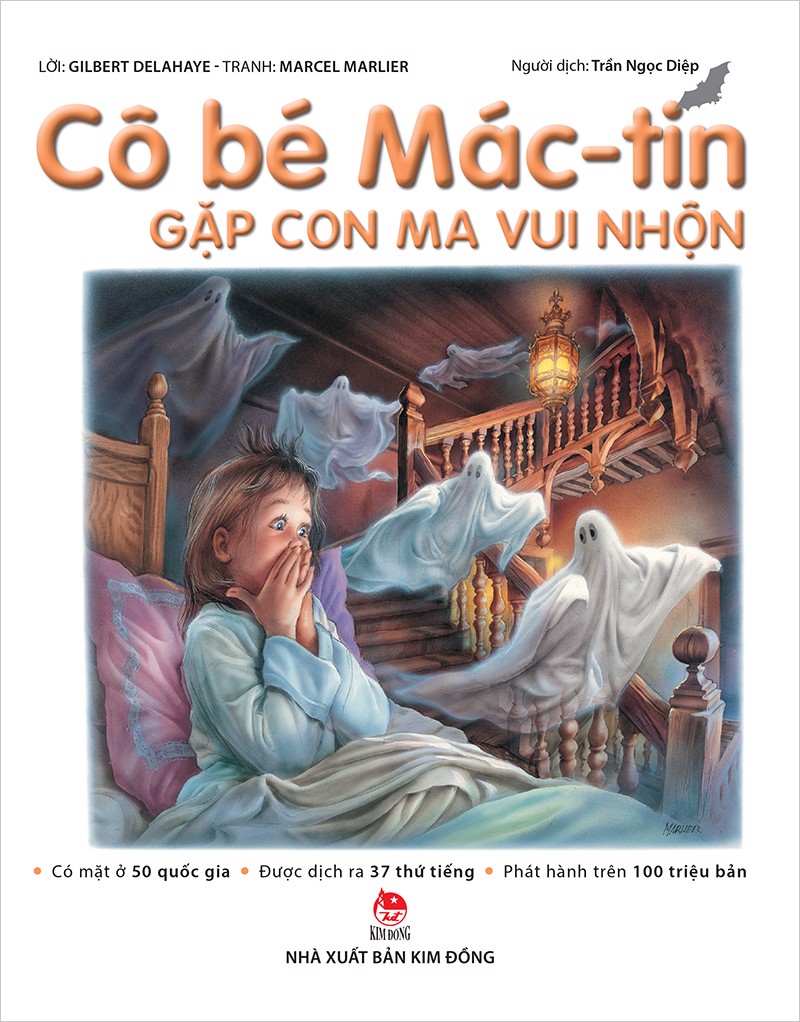 LỜI: GILBERT DELAHAYE - TRANH: MARCEL MARLIER
Người dịch: Trần Ngọc Diệp
Cô bé Mác-tin
GẶP CON MA VUI NHỘN
MARLIER
• Có mặt ở 50 quốc gia • Được dịch ra 37 thứ tiếng • Phát hành trên 100 triệu bản
KIM ĐỒNG
NHÀ XUẤT BẢN KIM ĐỒNG